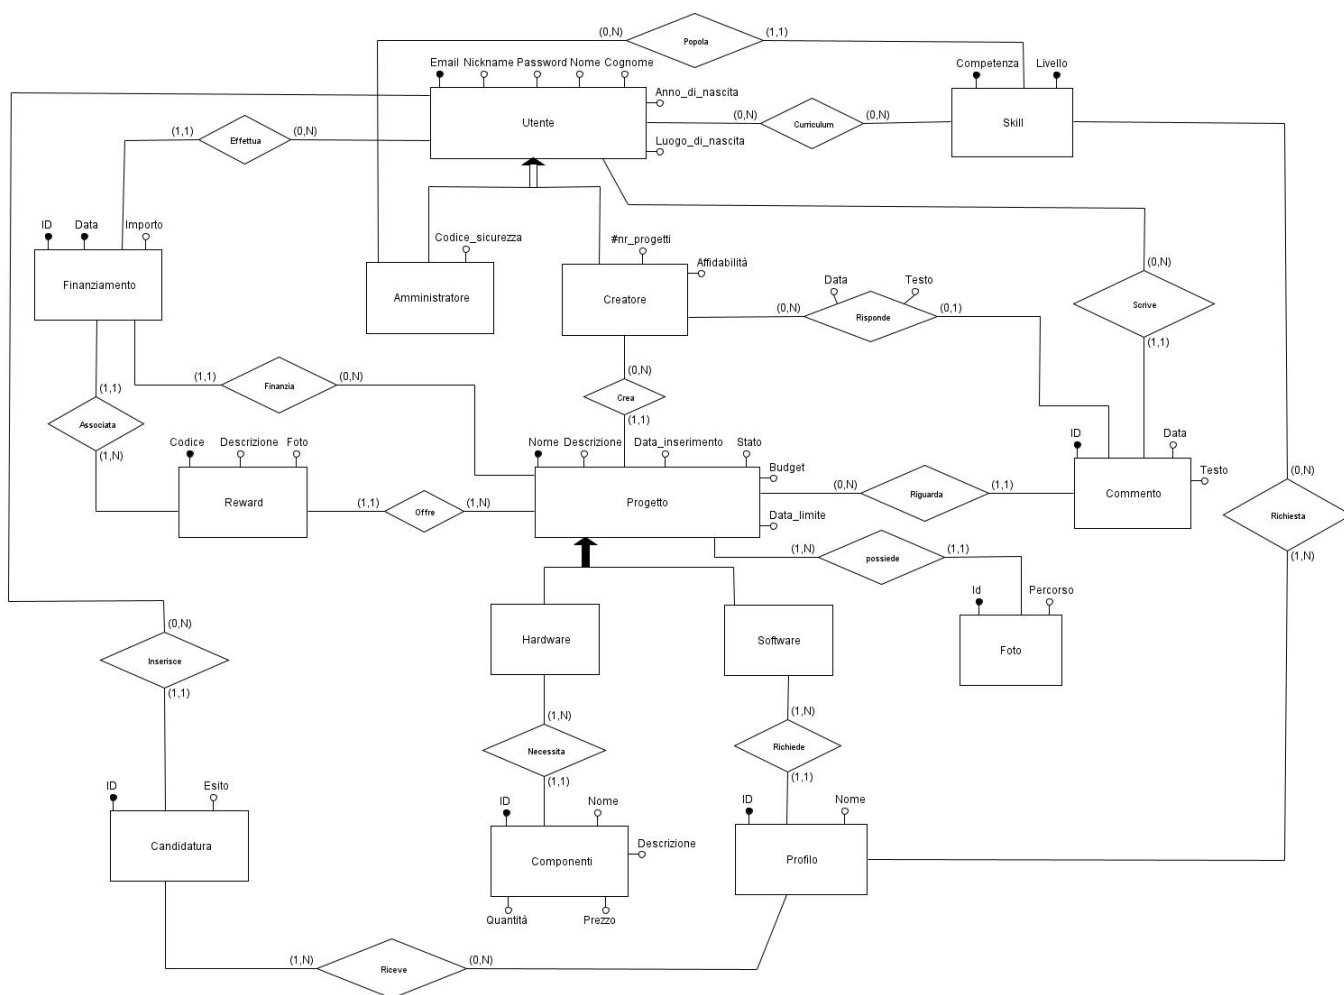 (0,N) Popola (1,1)
Email Nickname Password Nome Cognome
Competenza Livello
Anno_di_nascita
(1,1) Effettua (0,N)
Utente
(0,N) Curriculum (0,N)
Skill
Luogo_di_nascita
ID Data Importo
Codice_sicurezza
#nr_progetti
Affidabilità
Finanziamento
Amministratore
Creatore
Data Testo
(0,N) Risponde (0,1)
(0,N)
Scrive
(1,1)
(1,1) Finanzia (0,N)
(0,N)
Crea
(1,1)
(1,1)
Associata
(1,N)
Codice Descrizione Foto
Nome Descrizione Data_inserimento Stato
ID Data
Budget
Testo
Reward
(1,1) Offre (1,N)
Progetto
(0,N) Riguarda (1,1)
Commento
(0,N)
Richiesta
(1,N)
Data_limite
(1,N) possiede (1,1)
Id Percorso
Hardware
Software
Foto
(0,N)
Inserisce
(1,1)
(1,N)
Necessita
(1,1)
(1,N)
Richiede
(1,1)
ID Esito
ID Nome
ID Nome
Candidatura
Componenti
Descrizione
Profilo
Quantità Prezzo
(1,N) Riceve (0,N)